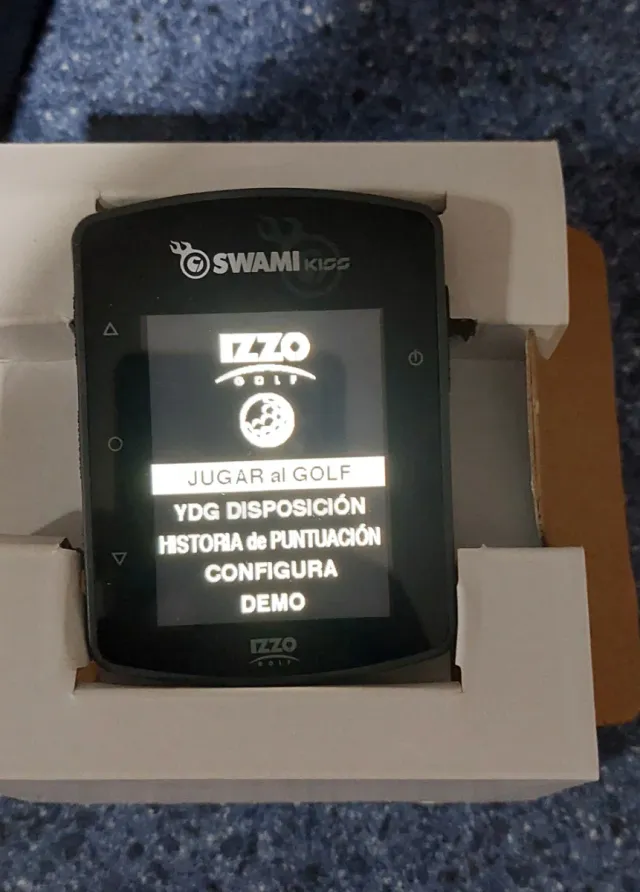 SWAMI KISS
IZZO
GOLF
JUGAR al GOLF
YDG DISPOSICIÓN
HISTORIA de PUNTUACIÓN
CONFIGURA
DEMO
IZZO
GOLF